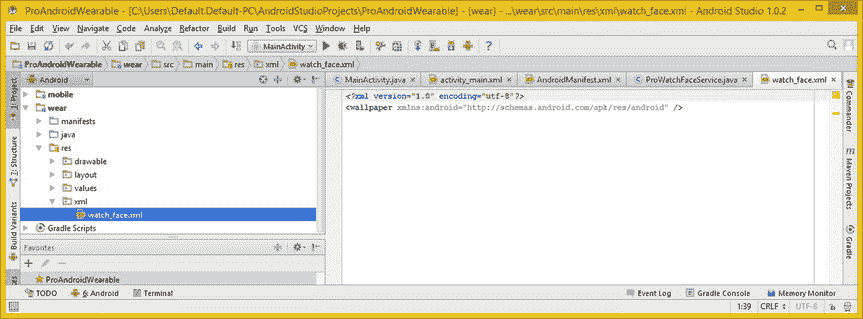 ProAndroidWearable - [C:\Users\Default.Default-PC\AndroidStudioProjects\ProAndroidWearable] - [wear] - ...\wear\src\main\res\xml\watch_face.xml - Android Studio 1.0.2
File Edit View Navigate Code Analyze Refactor Build Run Tools VCS Window Help
MainActivity
ProAndroidWearable wear src main res xml watch_face.xml
Android
MainActivity.java activity_main.xml AndroidManifest.xml ProWatchFaceService.java watch_face.xml
1: Project
7: Structure
Build Variants
mobile
wear
manifests
java
res
drawable
layout
values
xml
watch_face.xml
Gradle Scripts
Favorites
ProAndroidWearable
<?xml version="1.0" encoding="utf-8"?>
<wallpaper xmlns:android="http://schemas.android.com/apk/res/android" />
Commander
Maven Projects
Gradle
TODO 6: Android Terminal Event Log Gradle Console Memory Monitor
1:39 CRLF UTF-8